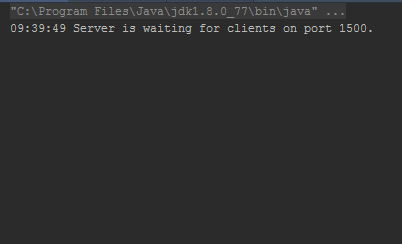 "C:\Program Files\Java\jdk1.8.0_77\bin\java" ...
09:39:49 Server is waiting for clients on port 1500.